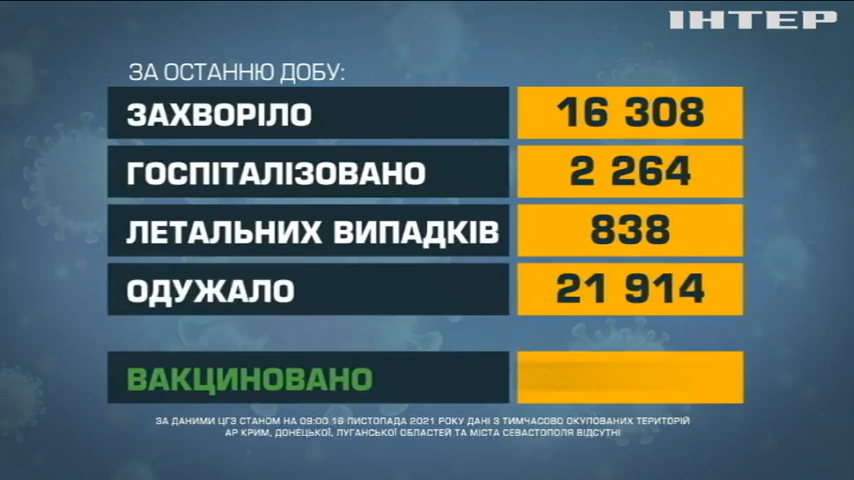 ІНТЕР
ЗА ОСТАННЮ ДОБУ:
ЗАХВОРІЛО 16 308
ГОСПІТАЛІЗОВАНО 2 264
ЛЕТАЛЬНИХ ВИПАДКІВ 838
ОДУЖАЛО 21 914
ВАКЦИНОВАНО
ЗА ДАНИМИ ЦГЗ СТАНОМ НА 09:00 16 ЛИСТОПАДА 2021 РОКУ ДАНІ З ТИМЧАСОВО ОКУПОВАНИХ ТЕРИТОРІЙ
АР КРИМ, ДОНЕЦЬКОЇ, ЛУГАНСЬКОЇ ОБЛАСТЕЙ ТА МІСТА СЕВАСТОПОЛЯ ВІДСУТНІ